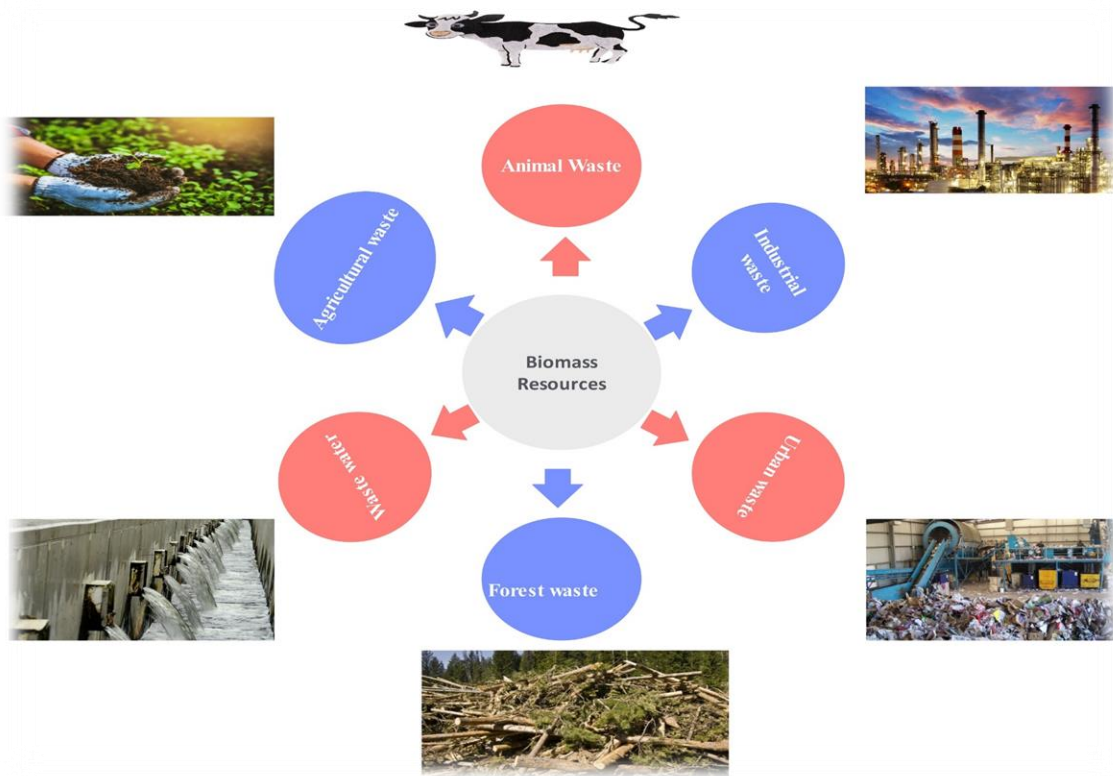 Animal Waste
Agricultural waste
Industrial
waste
Biomass
Resources
Waste water
Urban waste
Forest waste